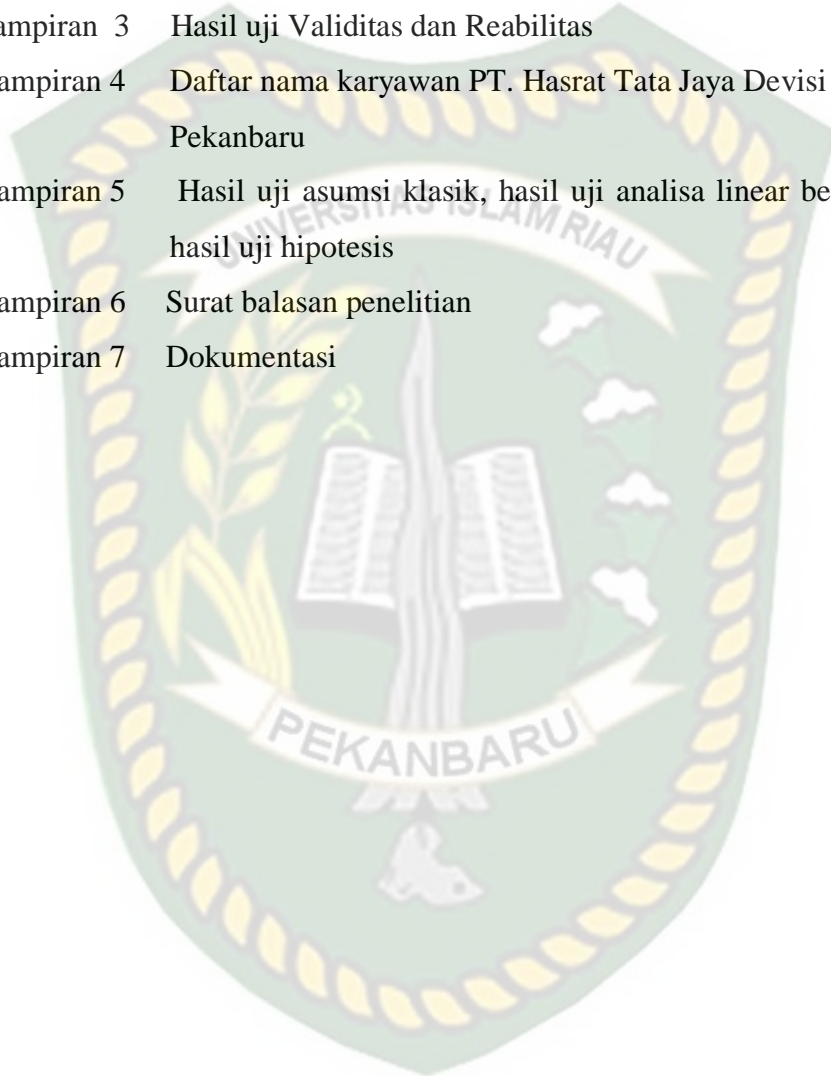 ampiran 3 Hasil uji Validitas dan Reabilitas
ampiran 4 Daftar nama karyawan PT. Hasrat Tata Jaya Devisi
Pekanbaru
ampiran 5 Hasil uji asumsi klasik, hasil uji analisa linear be
UNIVERSITAS ISLAM RIAU
hasil uji hipotesis
ampiran 6 Surat balasan penelitian
ampiran 7 Dokumentasi
PEKANBARU